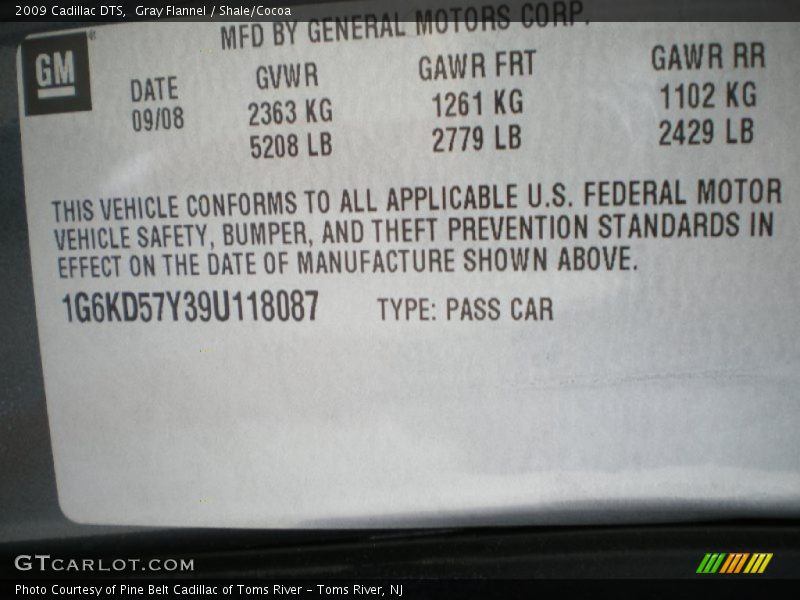 2009 Cadillac DTS, Gray Flannel / Shale/Cocoa
MFD BY GENERAL MOTORS CORP.
GM
DATE GVWR GAWR FRT GAWR RR
09/08 2363 KG 1261 KG 1102 KG
5208 LB 2779 LB 2429 LB
THIS VEHICLE CONFORMS TO ALL APPLICABLE U.S. FEDERAL MOTOR
VEHICLE SAFETY, BUMPER, AND THEFT PREVENTION STANDARDS IN
EFFECT ON THE DATE OF MANUFACTURE SHOWN ABOVE.
1G6KD57Y39U118087 TYPE: PASS CAR
GTCARLOT.COM
Photo Courtesy of Pine Belt Cadillac of Toms River – Toms River, NJ